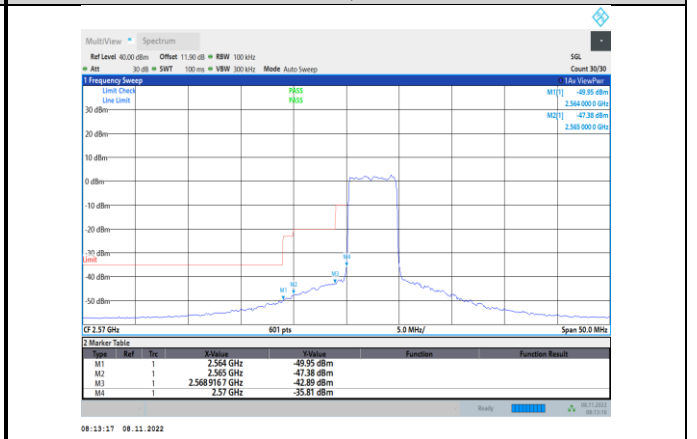 MultiView Spectrum
Ref Level 40.00 dBm Offset 11.90 dB RBW 100 kHz SGL
Att 30 dB SWT 100 ms VBW 300 kHz Mode Auto Sweep Count 30/30
1 Frequency Sweep 1Av ViewPwr
Limit Check PASS M1[1] -49.95 dBm
Line Limit PASS 2.564 000 0 GHz
M2[1] -47.38 dBm
2.565 000 0 GHz
30 dBm
20 dBm
10 dBm
0 dBm
-10 dBm
-20 dBm
-30 dBm
Limit
M4
-40 dBm
M3
M2
M1
-50 dBm
CF 2.57 GHz 601 pts 5.0 MHz/ Span 50.0 MHz
2 Marker Table
Type Ref Trc X-Value Y-Value Function Function Result
M1 1 2.564 GHz -49.95 dBm
M2 1 2.565 GHz -47.38 dBm
M3 1 2.568 916 7 GHz -42.89 dBm
M4 1 2.57 GHz -35.81 dBm
Ready 08.11.2022
08:13:16
08:13:17 08.11.2022